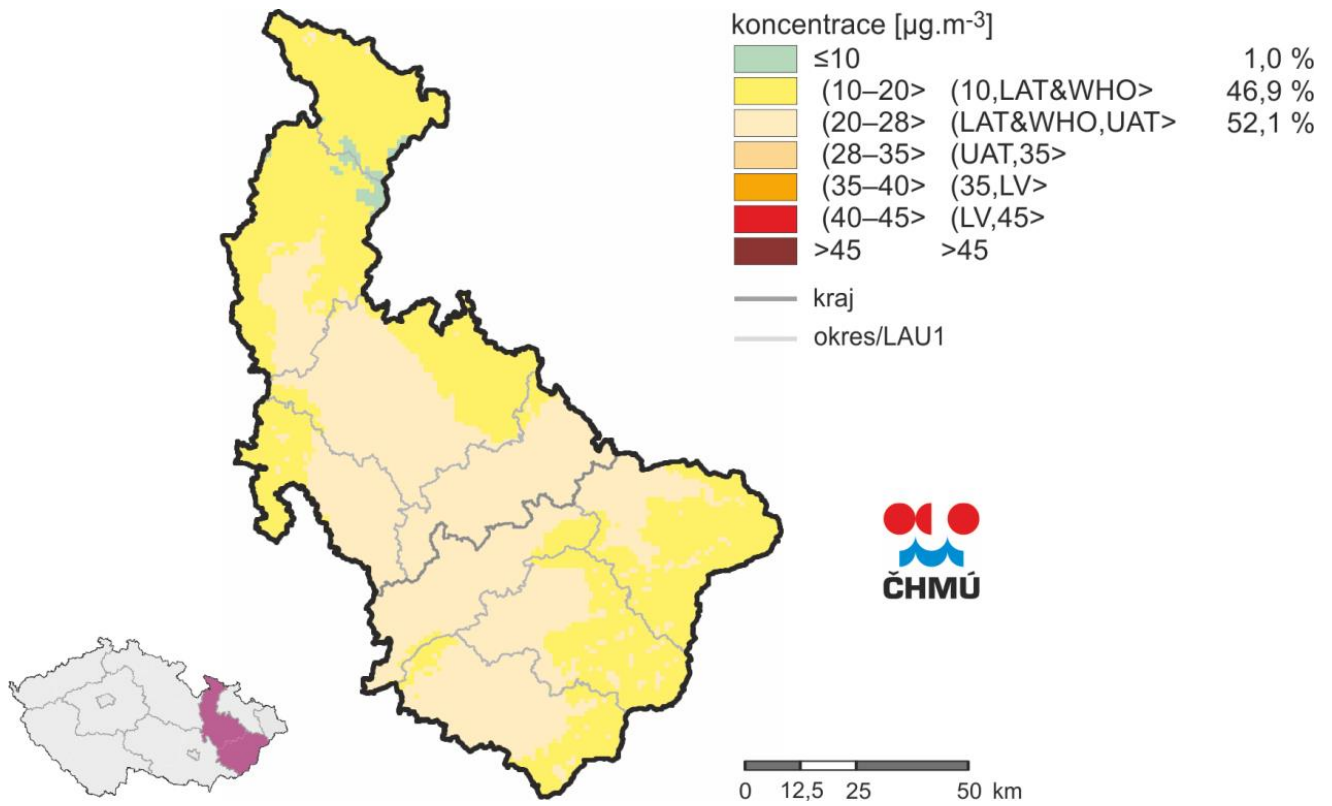 koncentrace [µg.m-3]
≤10 1,0 %
(10–20> (10,LAT&WHO> 46,9 %
(20–28> (LAT&WHO,UAT> 52,1 %
(28–35> (UAT,35>
(35–40> (35,LV>
(40–45> (LV,45>
>45 >45
kraj
okres/LAU1
ČHMÚ
0 12,5 25 50 km